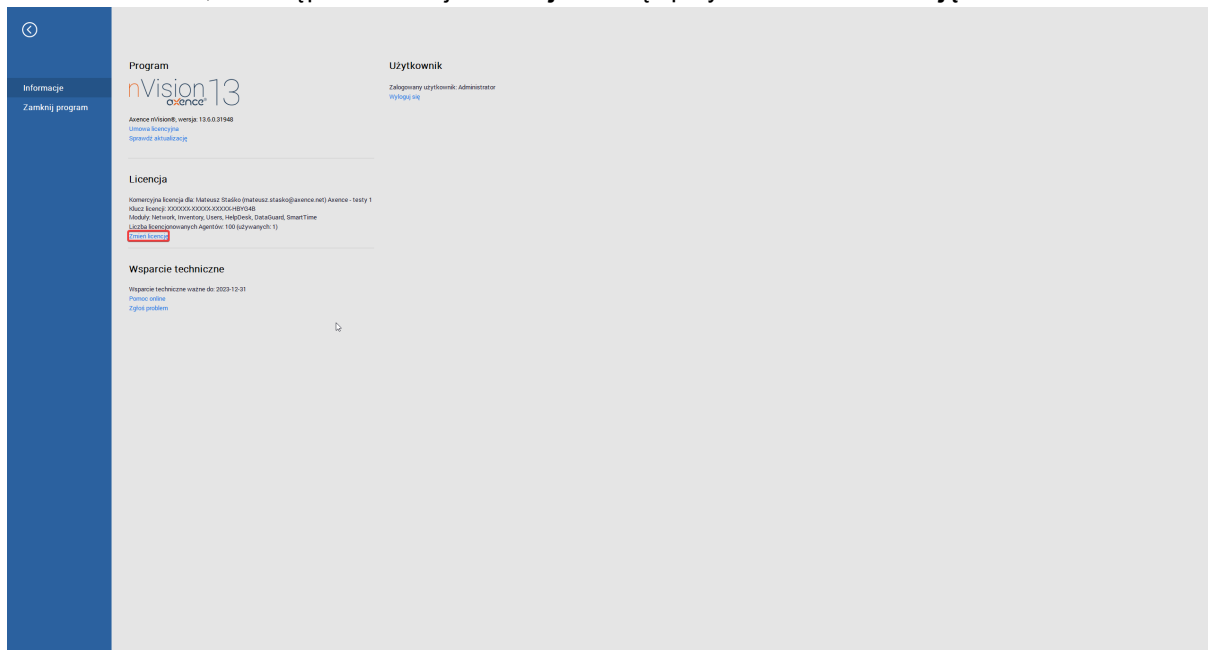 Informacje
Zamknij program
Program
nVision 13
axence®
Axence nVision®, wersja: 13.6.0.31948
Umowa licencyjna
Sprawdź aktualizację
Licencja
Komercyjna licencja dla: Mateusz Staśko (mateusz.stasko@axence.net) Axence - testy 1
Klucz licencji: XXXXXX-XXXXX-XXXXX-HBYG4B
Moduły: Network, Inventory, Users, HelpDesk, DataGuard, SmartTime
Liczba licencjonowanych Agentów: 100 (używanych: 1)
Zmień licencję
Wsparcie techniczne
Wsparcie techniczne ważne do: 2023-12-31
Pomoc online
Zgłoś problem
Użytkownik
Zalogowany użytkownik: Administrator
Wyloguj się